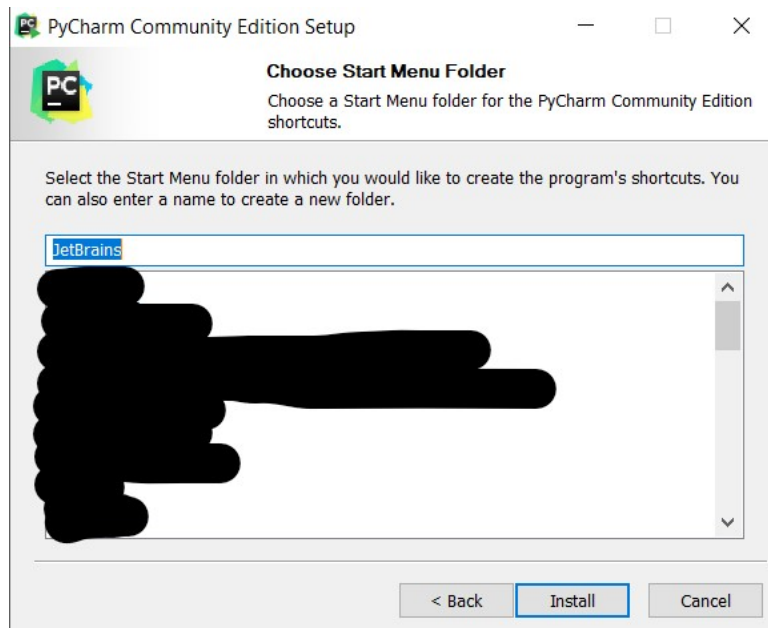 PC PyCharm Community Edition Setup
PC
Choose Start Menu Folder
Choose a Start Menu folder for the PyCharm Community Edition
shortcuts.
Select the Start Menu folder in which you would like to create the program's shortcuts. You
can also enter a name to create a new folder.
JetBrains
< Back
Install
Cancel